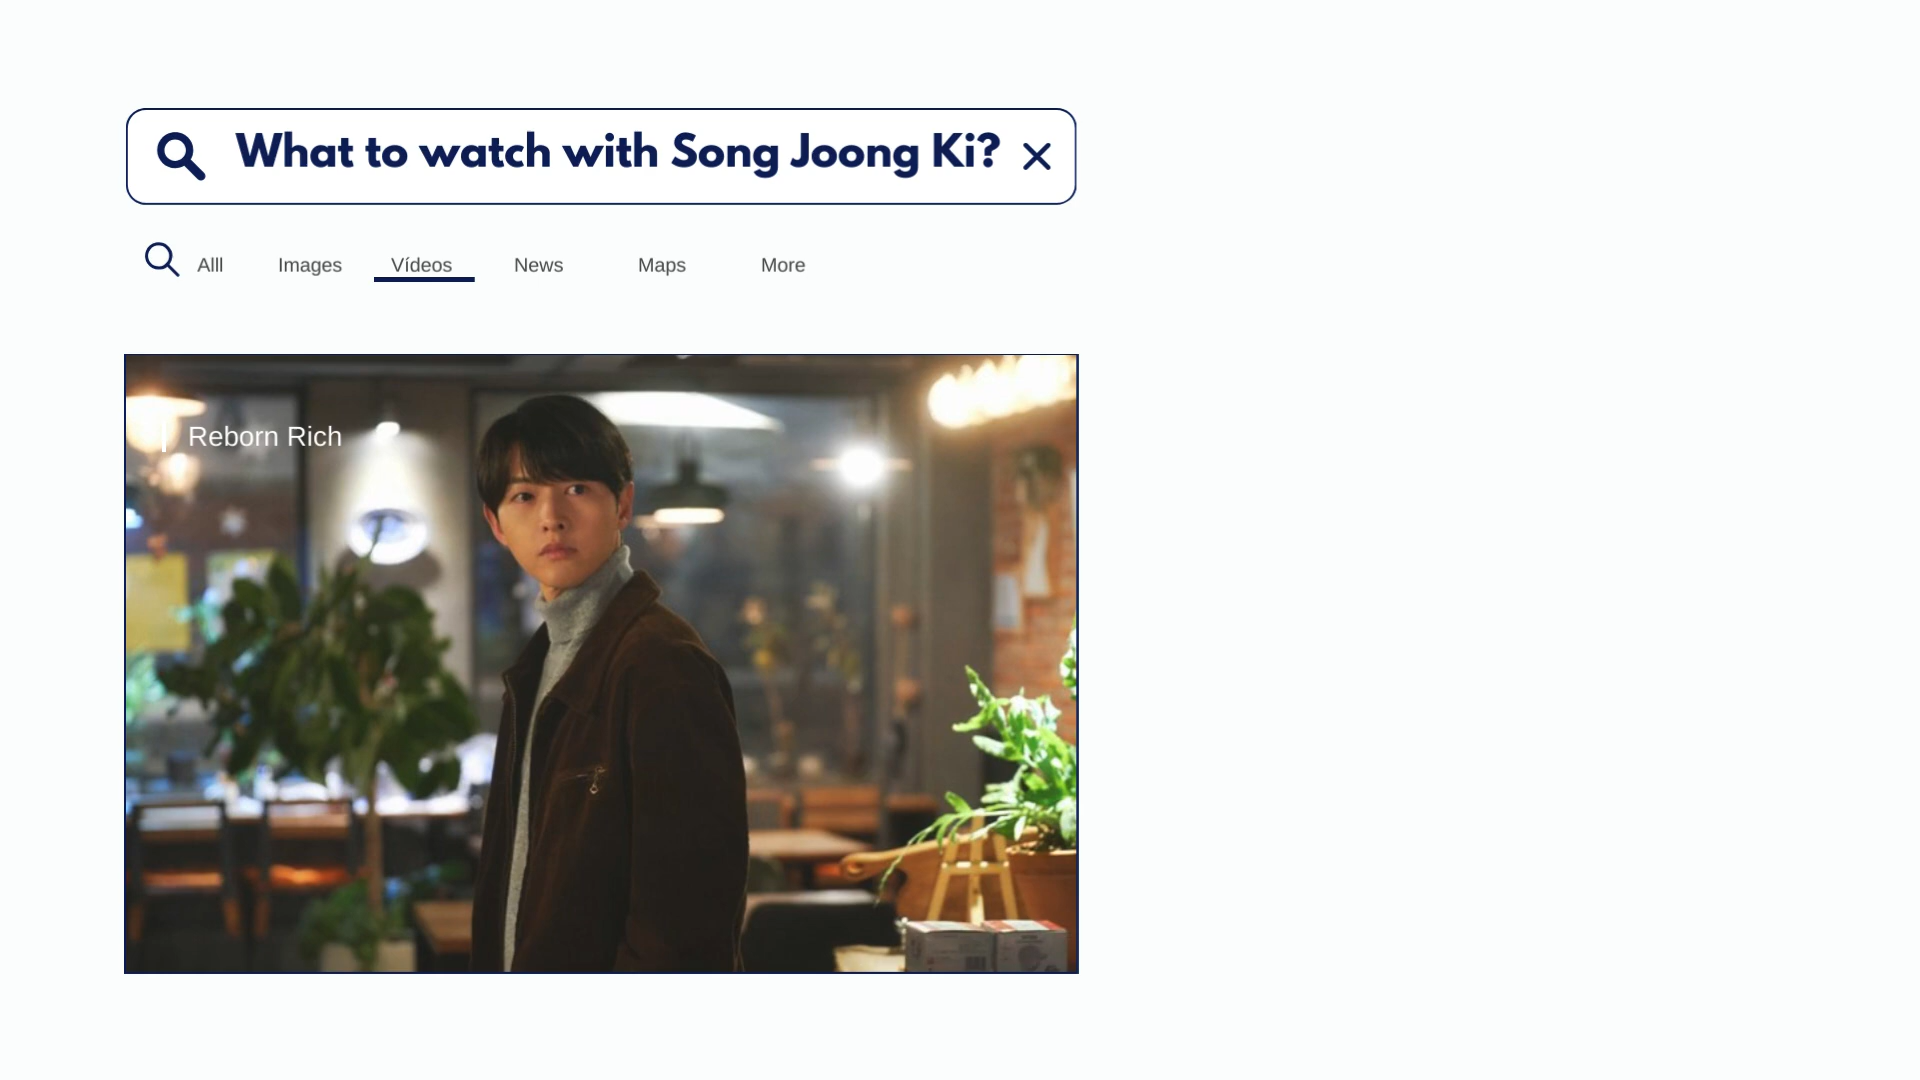 What to watch with Song Joong Ki?
Alll Images Vídeos News Maps More
Reborn Rich